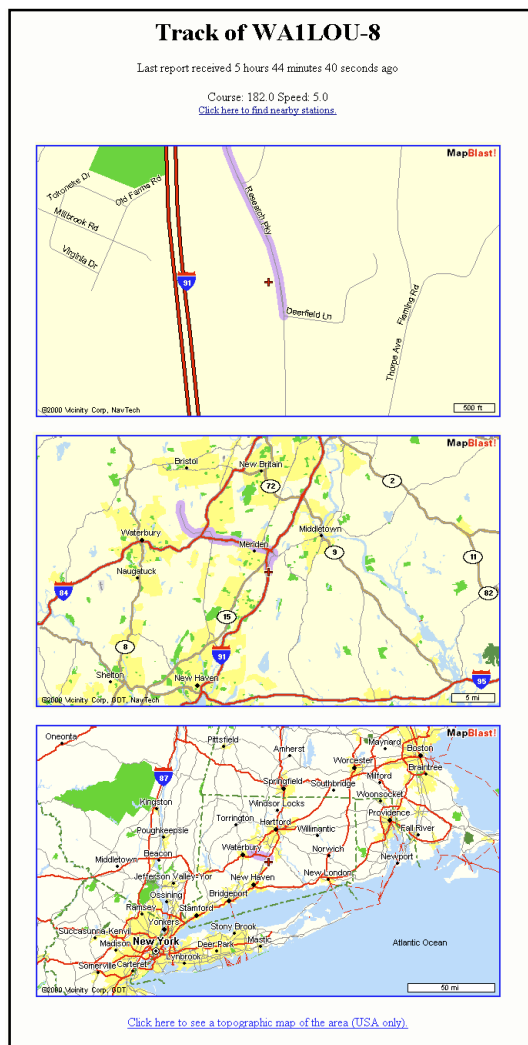 Track of WA1LOU-8
Last report received 5 hours 44 minutes 40 seconds ago
Course: 182.0 Speed: 5.0
Click here to find nearby stations.
MapBlast!
Tokoneke Dr
Old Farms Rd
Millbrook Rd
Virginia Dr
Research Pky
91
Deerfield Ln
Fleming Rd
Thorpe Ave
©2000 Vicinity Corp, NavTech
500 ft
MapBlast!
Bristol
New Britain
72
2
Waterbury
Meriden
Middletown
9
11
Naugatuck
84
82
15
8
91
Shelton
New Haven
95
©2000 Vicinity Corp, GDT, NavTech
5 mi
MapBlast!
Oneonta
Pittsfield
Amherst
Maynard
Boston
87
Worcester
Braintree
Springfield
Southbridge
Milford
Kingston
Windsor Locks
Woonsocket
Torrington
Hartford
Providence
Poughkeepsie
Willimantic
Fall River
Middletown
Beacon
Waterbury
Norwich
Newport
Jefferson Valley-Yor
New Haven
New London
Ossining
Bridgeport
Ramsey
Stamford
Yonkers
Succasunna-Kenvil
Stony Brook
Madison
New York
Deer Park
Mastic
Atlantic Ocean
Somerville
Carteret
Lynbrook
©2000 Vicinity Corp, GDT
50 mi
Click here to see a topographic map of the area (USA only).